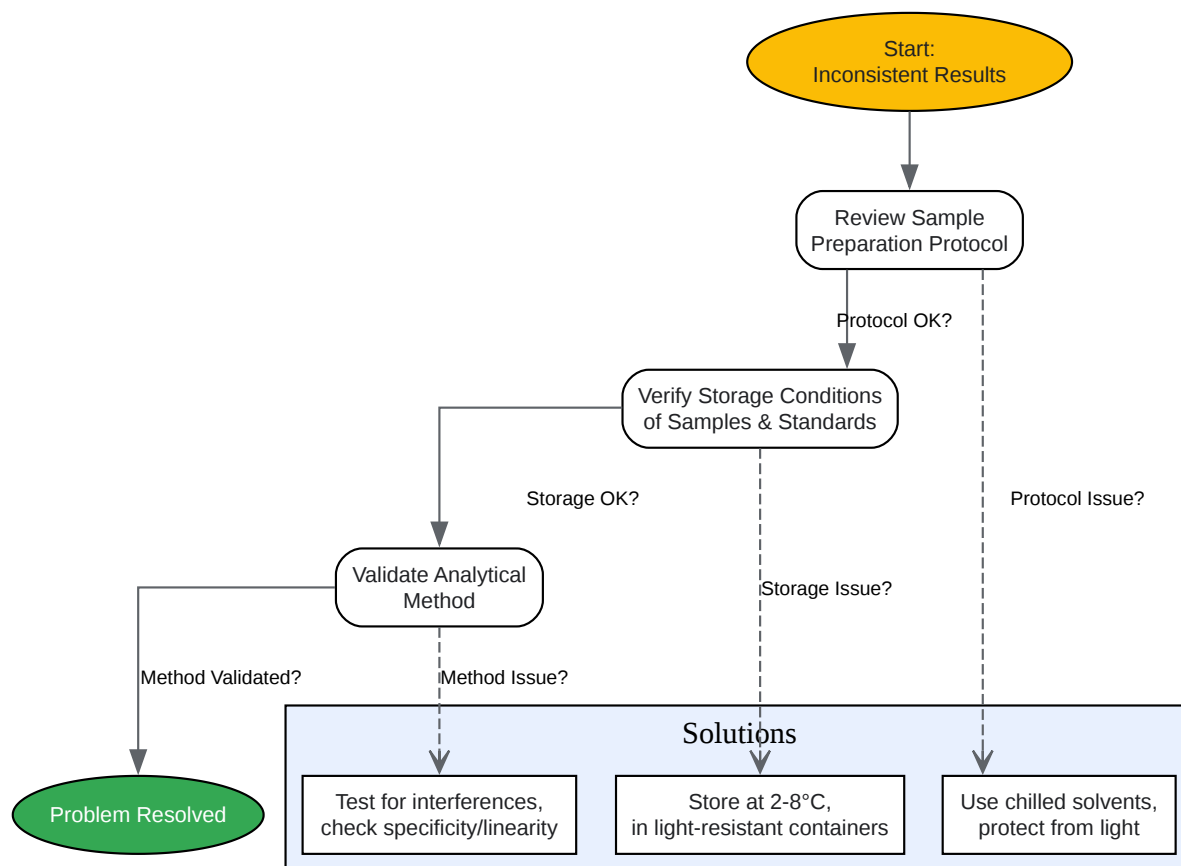 Start:
Inconsistent Results
Review Sample
Preparation Protocol
Protocol OK?
Verify Storage Conditions
of Samples & Standards
Storage OK?
Protocol Issue?
Validate Analytical
Method
Storage Issue?
Method Validated?
Method Issue?
Solutions
Problem Resolved
Test for interferences,
check specificity/linearity
Store at 2-8°C,
in light-resistant containers
Use chilled solvents,
protect from light